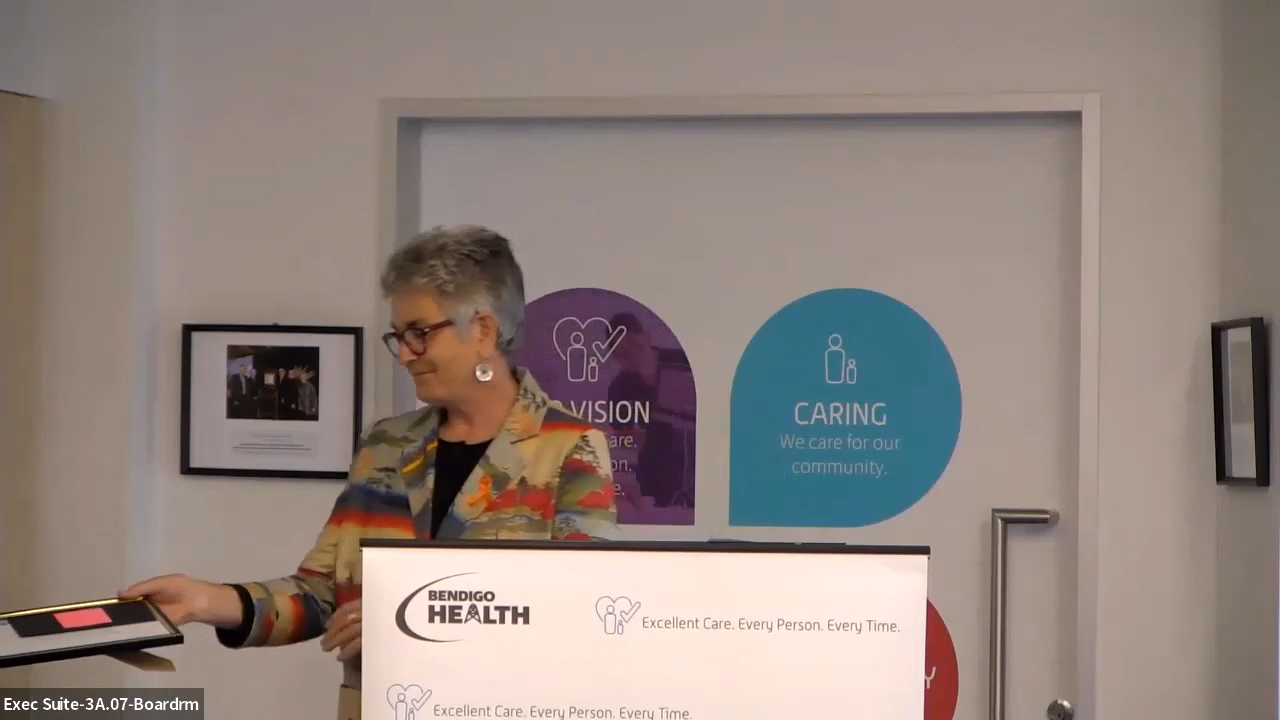 VISION
CARING
We care for our
community.
BENDIGO
HEALTH
Excellent Care. Every Person. Every Time.
Excellent Care. Every Person. Every Time.
Exec Suite-3A.07-Boardrm